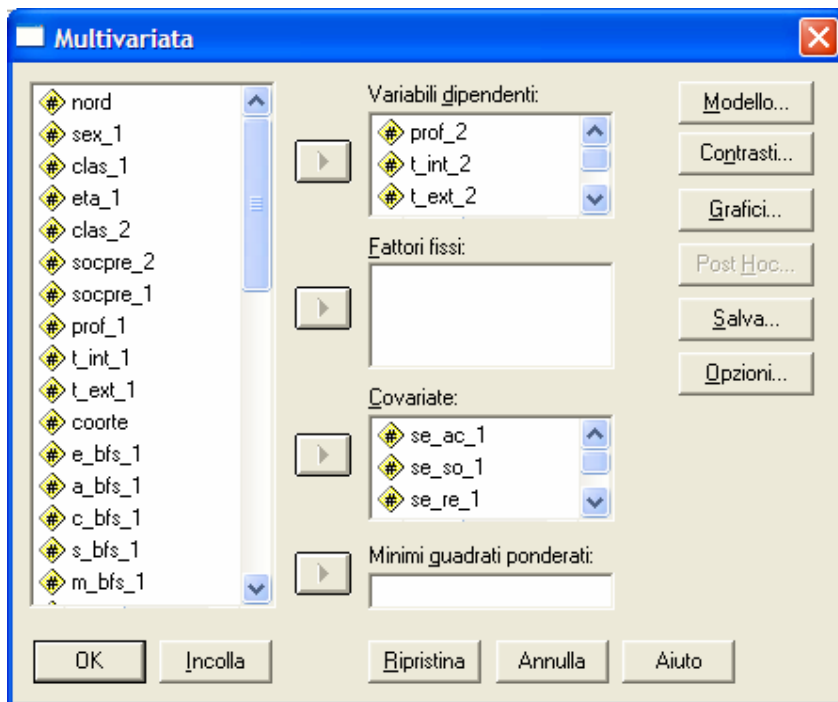 Multivariata
nord
sex_1
clas_1
eta_1
clas_2
socpre_2
socpre_1
prof_1
t_int_1
t_ext_1
coorte
e_bfs_1
a_bfs_1
c_bfs_1
s_bfs_1
m_bfs_1
Variabili dipendenti:
prof_2
t_int_2
t_ext_2
Fattori fissi:
Covariate:
se_ac_1
se_so_1
se_re_1
Minimi quadrati ponderati:
Modello...
Contrasti...
Grafici...
Post Hoc...
Salva...
Opzioni...
OK
Incolla
Ripristina
Annulla
Aiuto